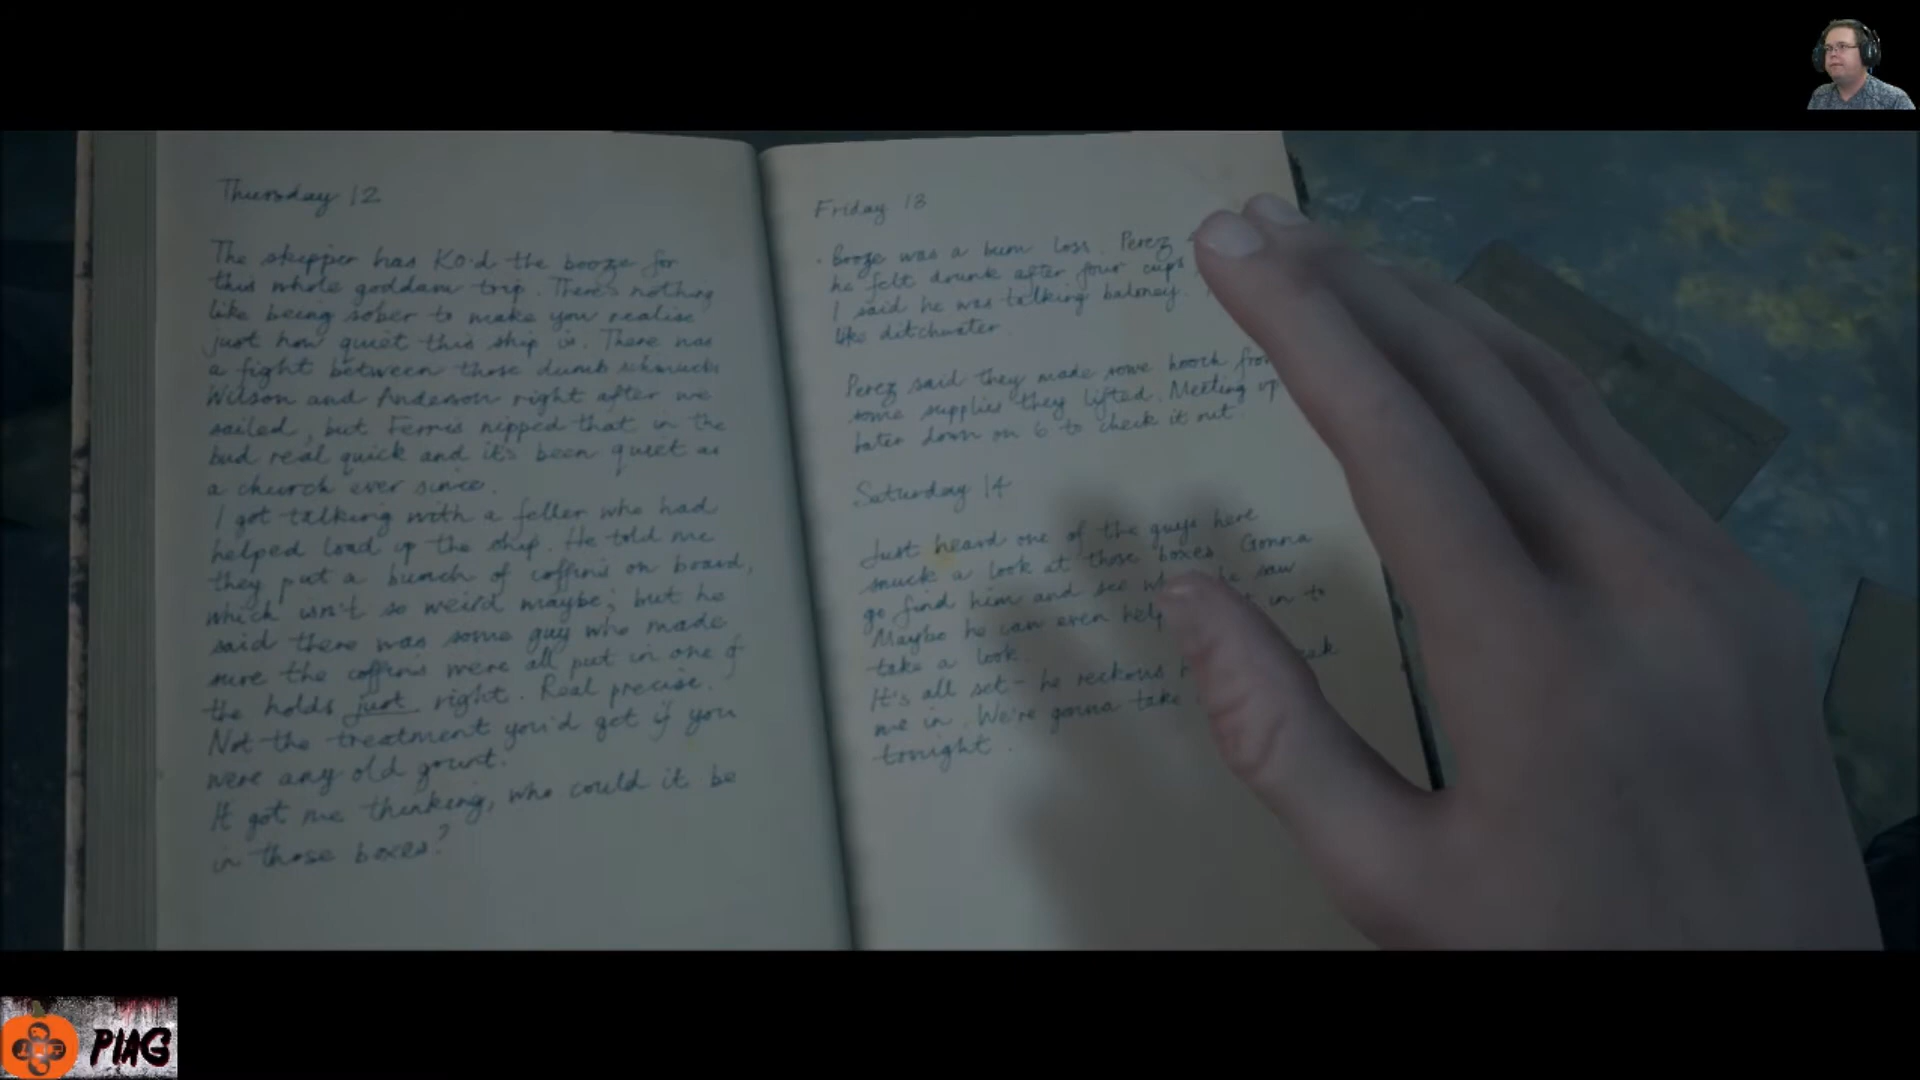 Thursday 12
The skipper has KO'd the booze for
this whole goddam trip. There's nothing
like being sober to make you realise
just how quiet this ship is. There was
a fight between those dumb schmucks
Wilson and Anderson right after we
sailed, but Ferris nipped that in the
bud real quick and it's been quiet as
a church ever since.
I got talking with a feller who had
helped load up the ship. He told me
they put a bunch of coffins on board,
which isn't so weird maybe, but he
said there was some guy who made
sure the coffins were all put in one of
the holds just right. Real precise.
Not the treatment you'd get if you
were any old grunt.
It got me thinking, who could it be
in those boxes?
Friday 13
Booze was a bum loss. Perez
he felt drunk after four cups
I said he was talking baloney.
like ditchwater
Perez said they made some hooch from
some supplies they lifted. Meeting up
later down on 6 to check it out.
Saturday 14
Just heard one of the guys here
snuck a look at those boxes. Gonna
go find him and see he saw
Maybe he can even help in to
take a look.
It's all set - he reckons
me in. We're gonna take
tonight.
PIAG